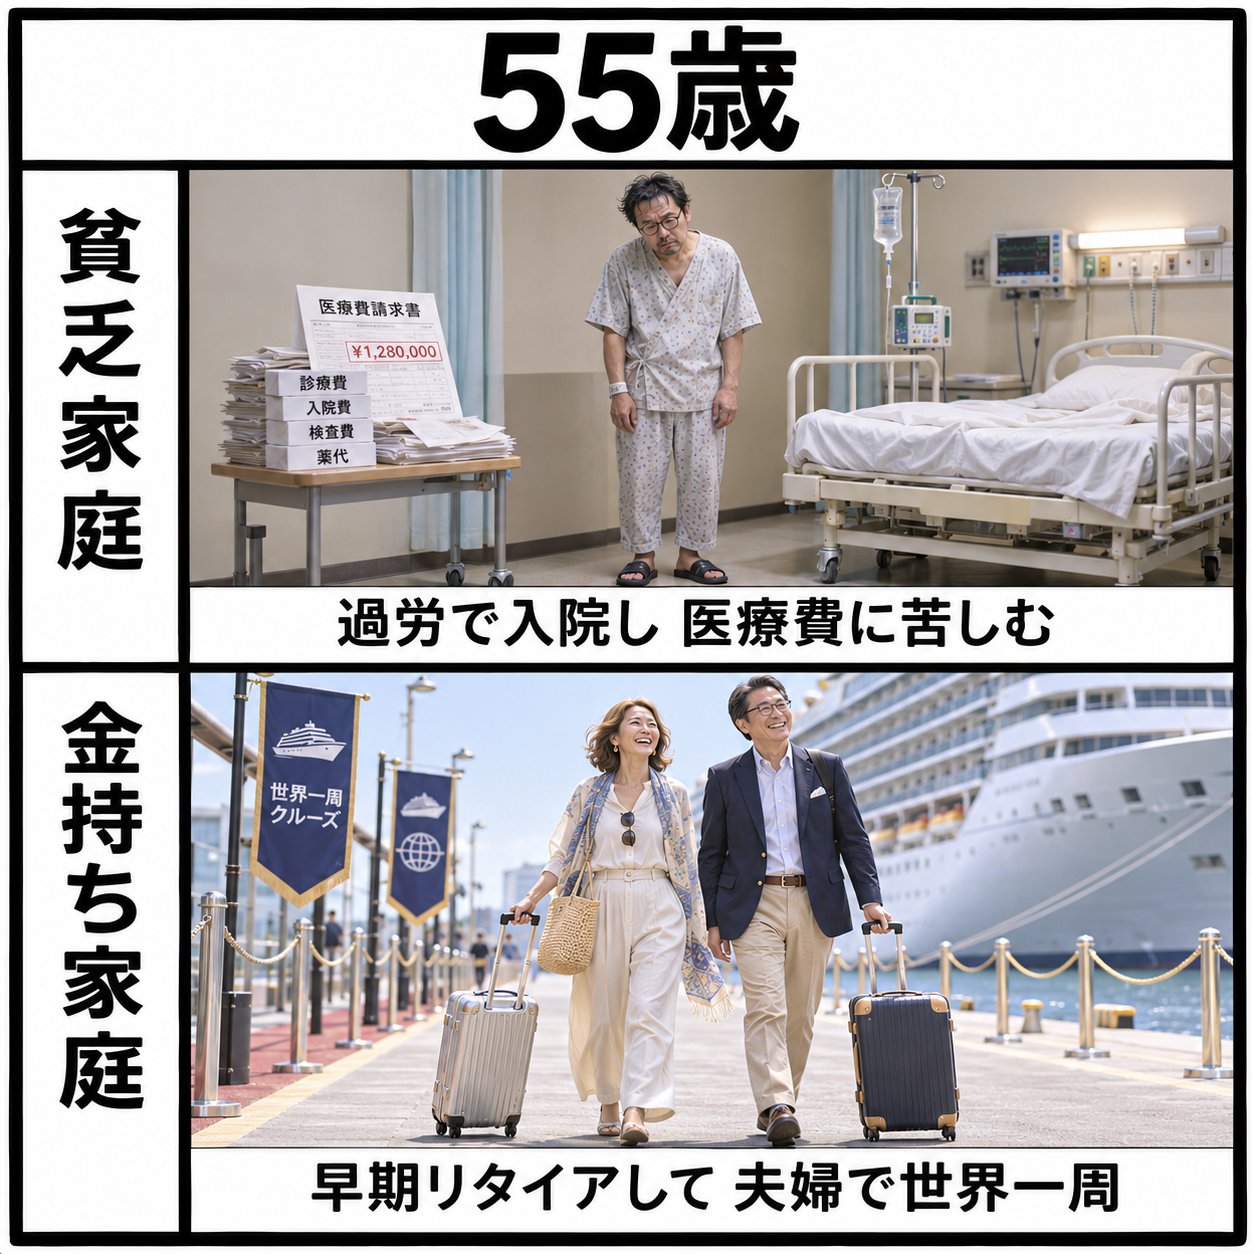 55歳
貧乏家庭
医療費請求書
¥1,280,000
診療費
入院費
検査費
薬代
過労で入院し 医療費に苦しむ
金持ち家庭
世界一周
クルーズ
早期リタイアして 夫婦で世界一周